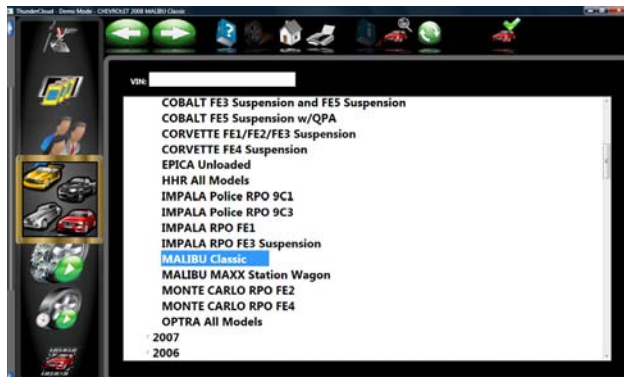 ThunderCloud - Demo Mode - CHEVROLET 2008 MALIBU Classic
VIN:
COBALT FE3 Suspension and FE5 Suspension
COBALT FE5 Suspension w/QPA
CORVETTE FE1/FE2/FE3 Suspension
CORVETTE FE4 Suspension
EPICA Unloaded
HHR All Models
IMPALA Police RPO 9C1
IMPALA Police RPO 9C3
IMPALA RPO FE1
IMPALA RPO FE3 Suspension
MALIBU Classic
MALIBU MAXX Station Wagon
MONTE CARLO RPO FE2
MONTE CARLO RPO FE4
OPTRA All Models
2007
2006